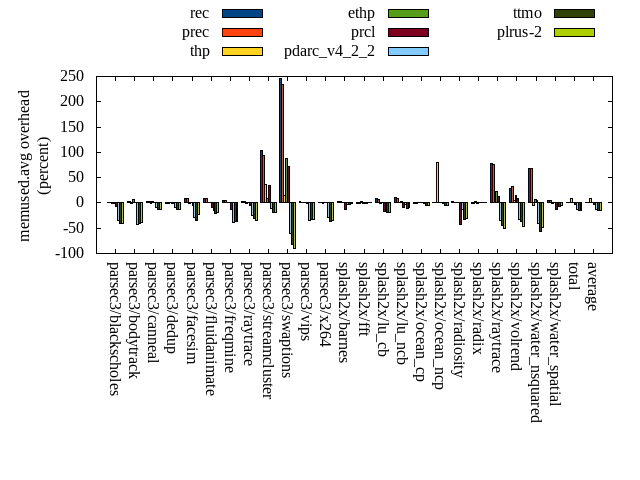 rec
ethp
ttmo
prec
prcl
plrus-2
thp
pdarc_v4_2_2
memused.avg overhead
(percent)
250
200
150
100
50
0
-50
-100
parsec3/blackscholes
parsec3/bodytrack
parsec3/canneal
parsec3/dedup
parsec3/facesim
parsec3/fluidanimate
parsec3/freqmine
parsec3/raytrace
parsec3/streamcluster
parsec3/swaptions
parsec3/vips
parsec3/x264
splash2x/barnes
splash2x/fft
splash2x/lu_cb
splash2x/lu_ncb
splash2x/ocean_cp
splash2x/ocean_ncp
splash2x/radiosity
splash2x/radix
splash2x/raytrace
splash2x/volrend
splash2x/water_nsquared
splash2x/water_spatial
total
average